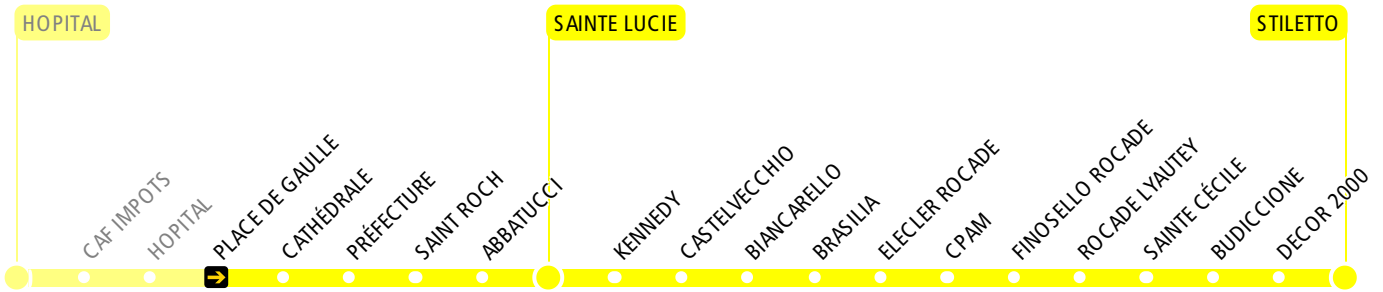 HOPITAL
SAINTE LUCIE
STILETTO
CAF IMPOTS
HOPITAL
PLACE DE GAULLE
CATHÉDRALE
PRÉFECTURE
SAINT ROCH
ABBATUCCI
KENNEDY
CASTELVECCHIO
BIANCARELLO
BRASILIA
ELECLER ROCADE
CPAM
FINOSELLO ROCADE
ROCADE LYAUTEY
SAINTE CÉCILE
BUDICCIONE
DECOR 2000